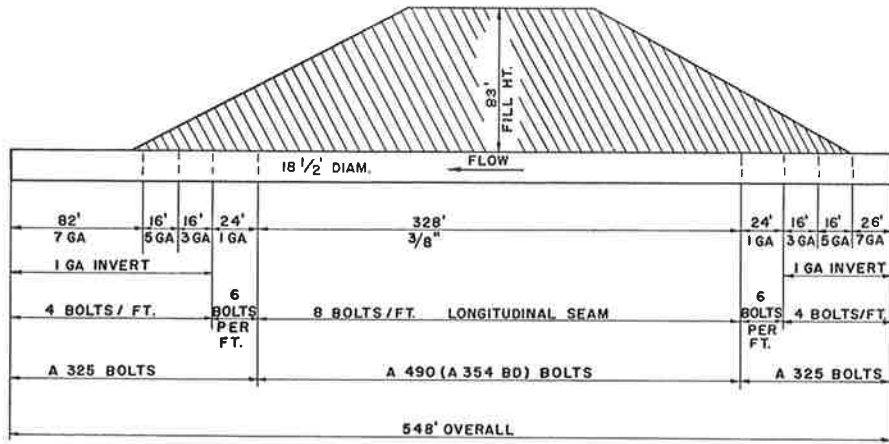 83'
FILL HT.
18 1/2' DIAM.
FLOW
82' 16' 16' 24' 328' 24' 16' 16' 26'
7 GA 5 GA 3 GA 1 GA 3/8" 1 GA 3 GA 5 GA 7 GA
1 GA INVERT 1 GA INVERT
4 BOLTS / FT. 6 BOLTS PER FT. 8 BOLTS / FT. LONGITUDINAL SEAM 6 BOLTS PER FT. 4 BOLTS/FT
A 325 BOLTS A 490 (A 354 BD) BOLTS A 325 BOLTS
548' OVERALL